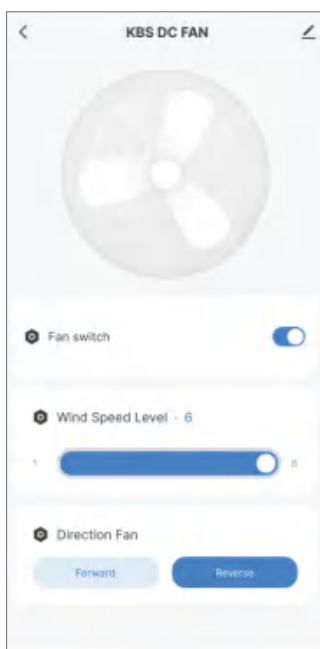 KBS DC FAN
Fan switch
Wind Speed Level - 6
1 6
Direction Fan
Forward Reverse